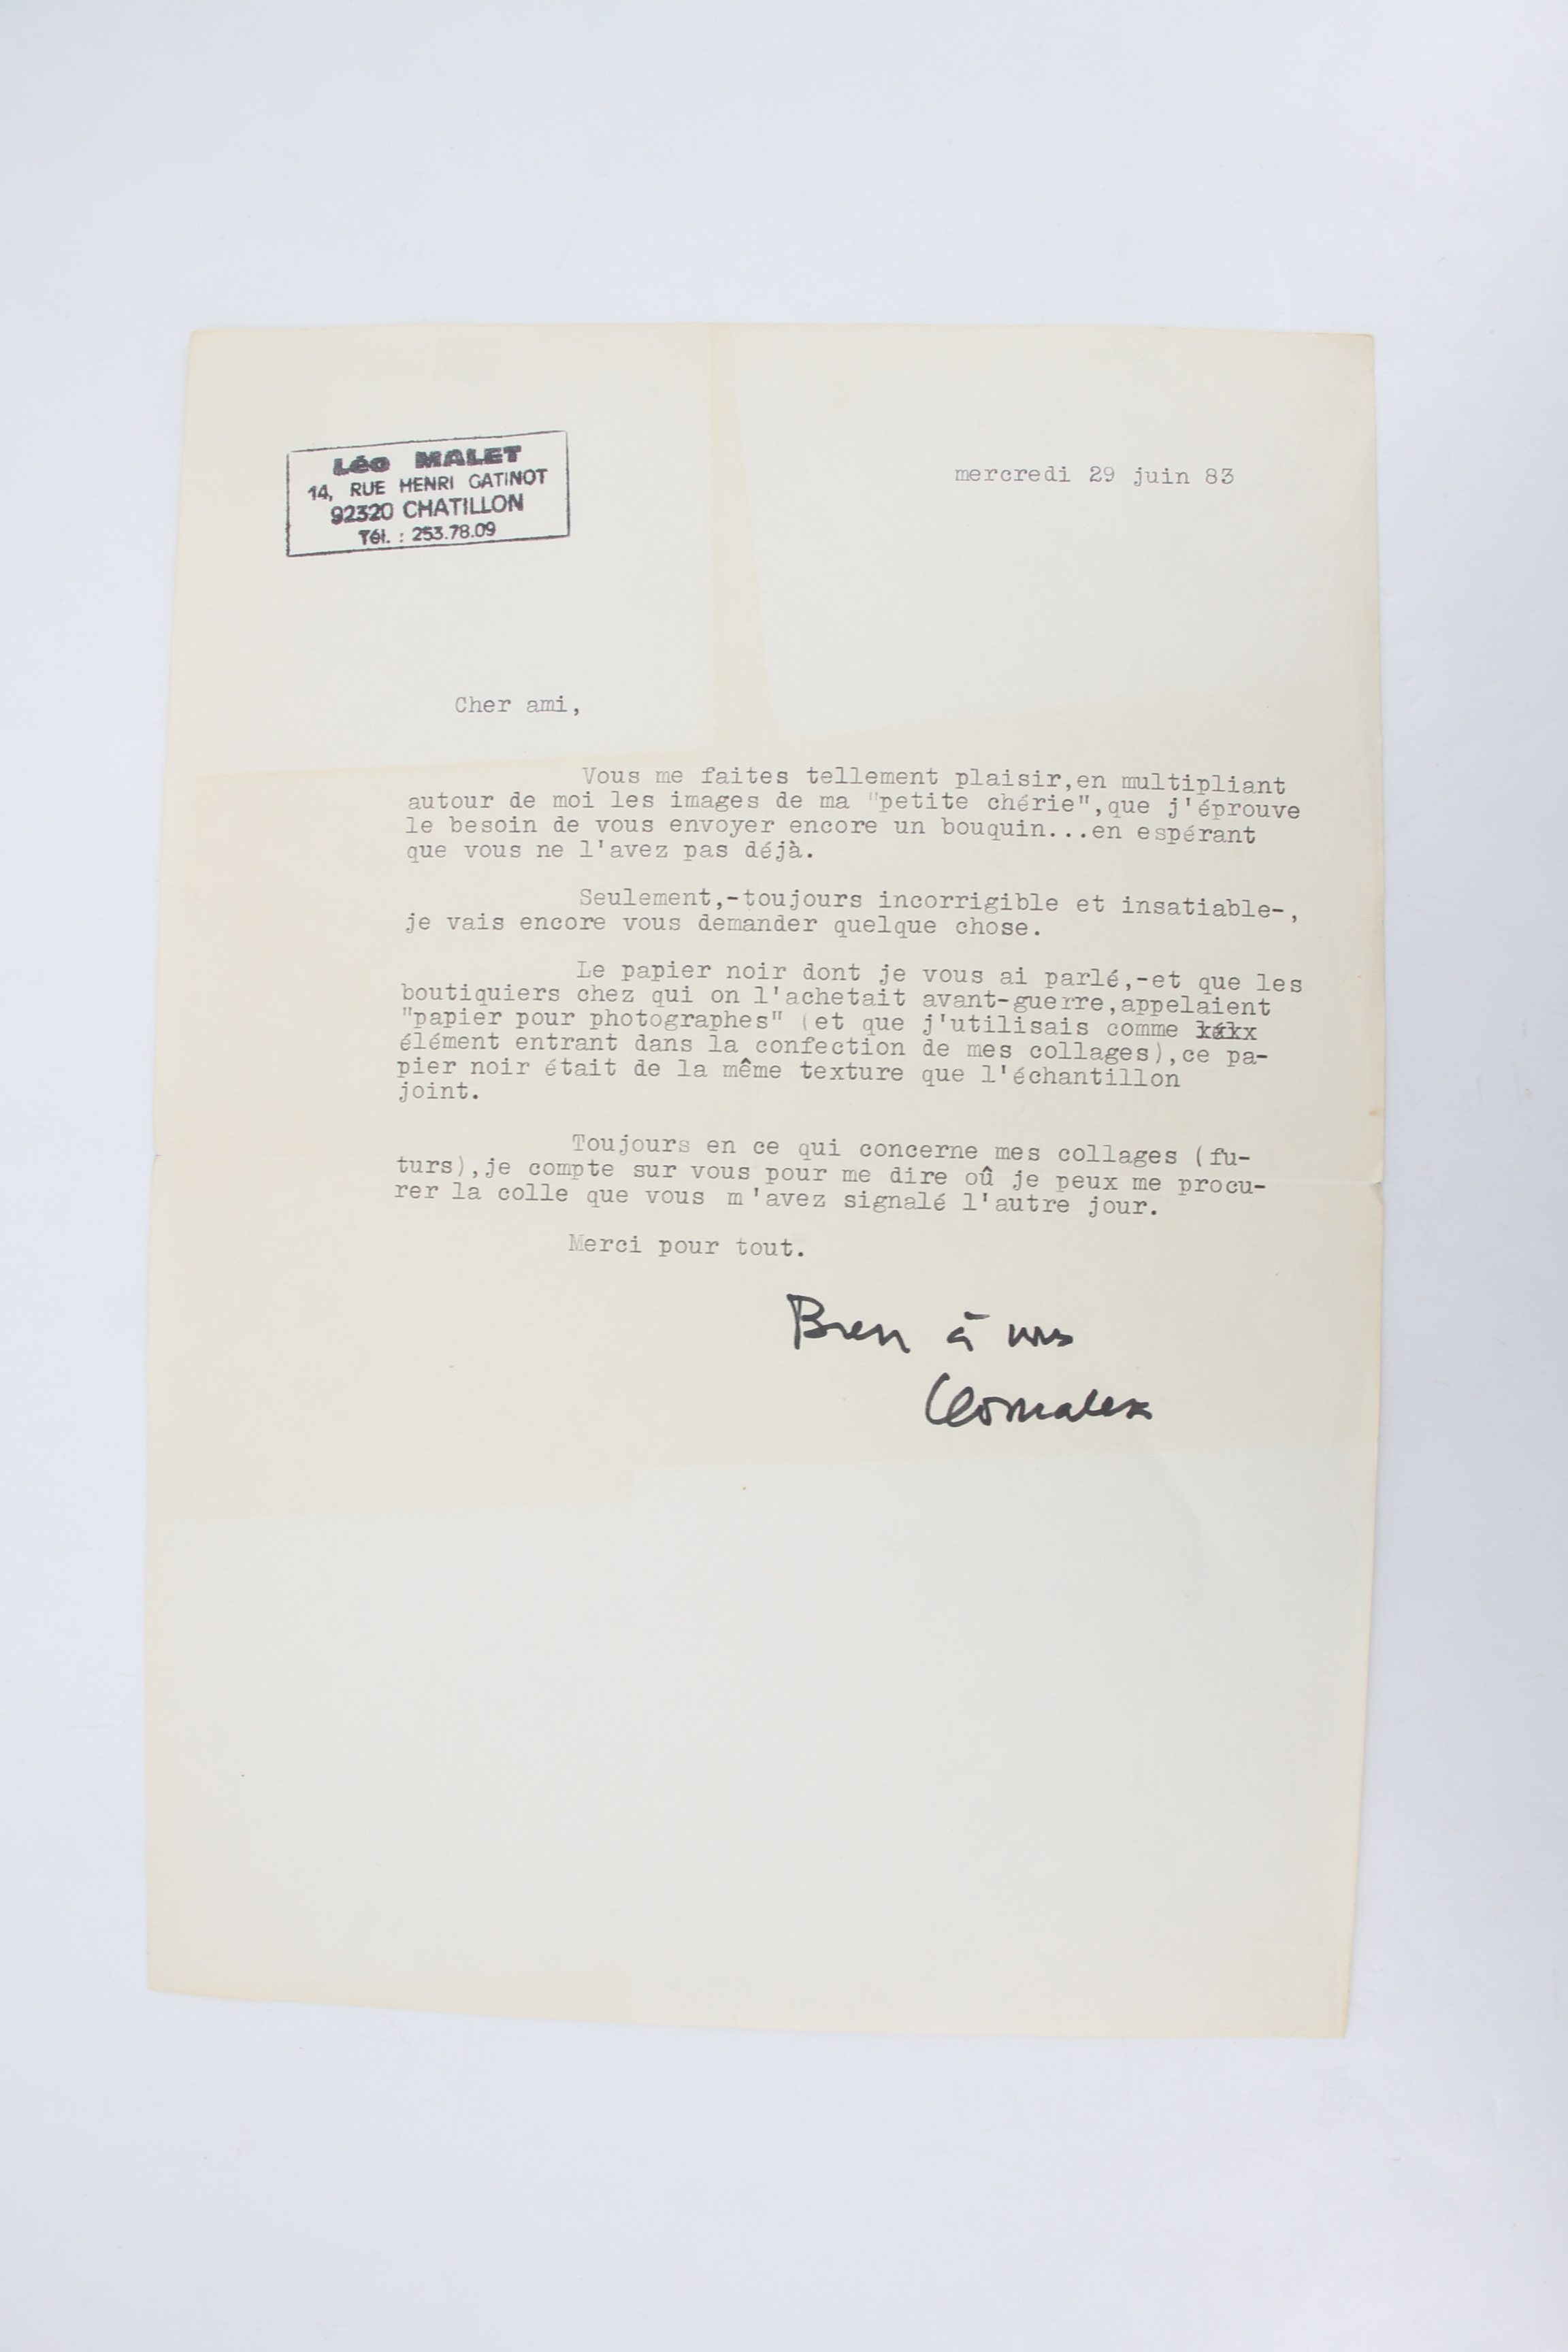 Léo MALET
14, RUE HENRI GATINOT
92320 CHATILLON
Tél. : 253.78.09
mercredi 29 juin 83
Cher ami,
Vous me faites tellement plaisir,en multipliant
autour de moi les images de ma "petite chérie",que j'éprouve
le besoin de vous envoyer encore un bouquin...en espérant
que vous ne l'avez pas déjà.
Seulement,-toujours incorrigible et insatiable-,
je vais encore vous demander quelque chose.
Le papier noir dont je vous ai parlé,-et que les
boutiquiers chez qui on l'achetait avant-guerre,appelaient
"papier pour photographes" (et que j'utilisais comme
élément entrant dans la confection de mes collages),ce pa-
pier noir était de la même texture que l'échantillon
joint.
Toujours en ce qui concerne mes collages (fu-
turs),je compte sur vous pour me dire oû je peux me procu-
rer la colle que vous m'avez signalé l'autre jour.
Merci pour tout.
Bien à vous
Léo Malet